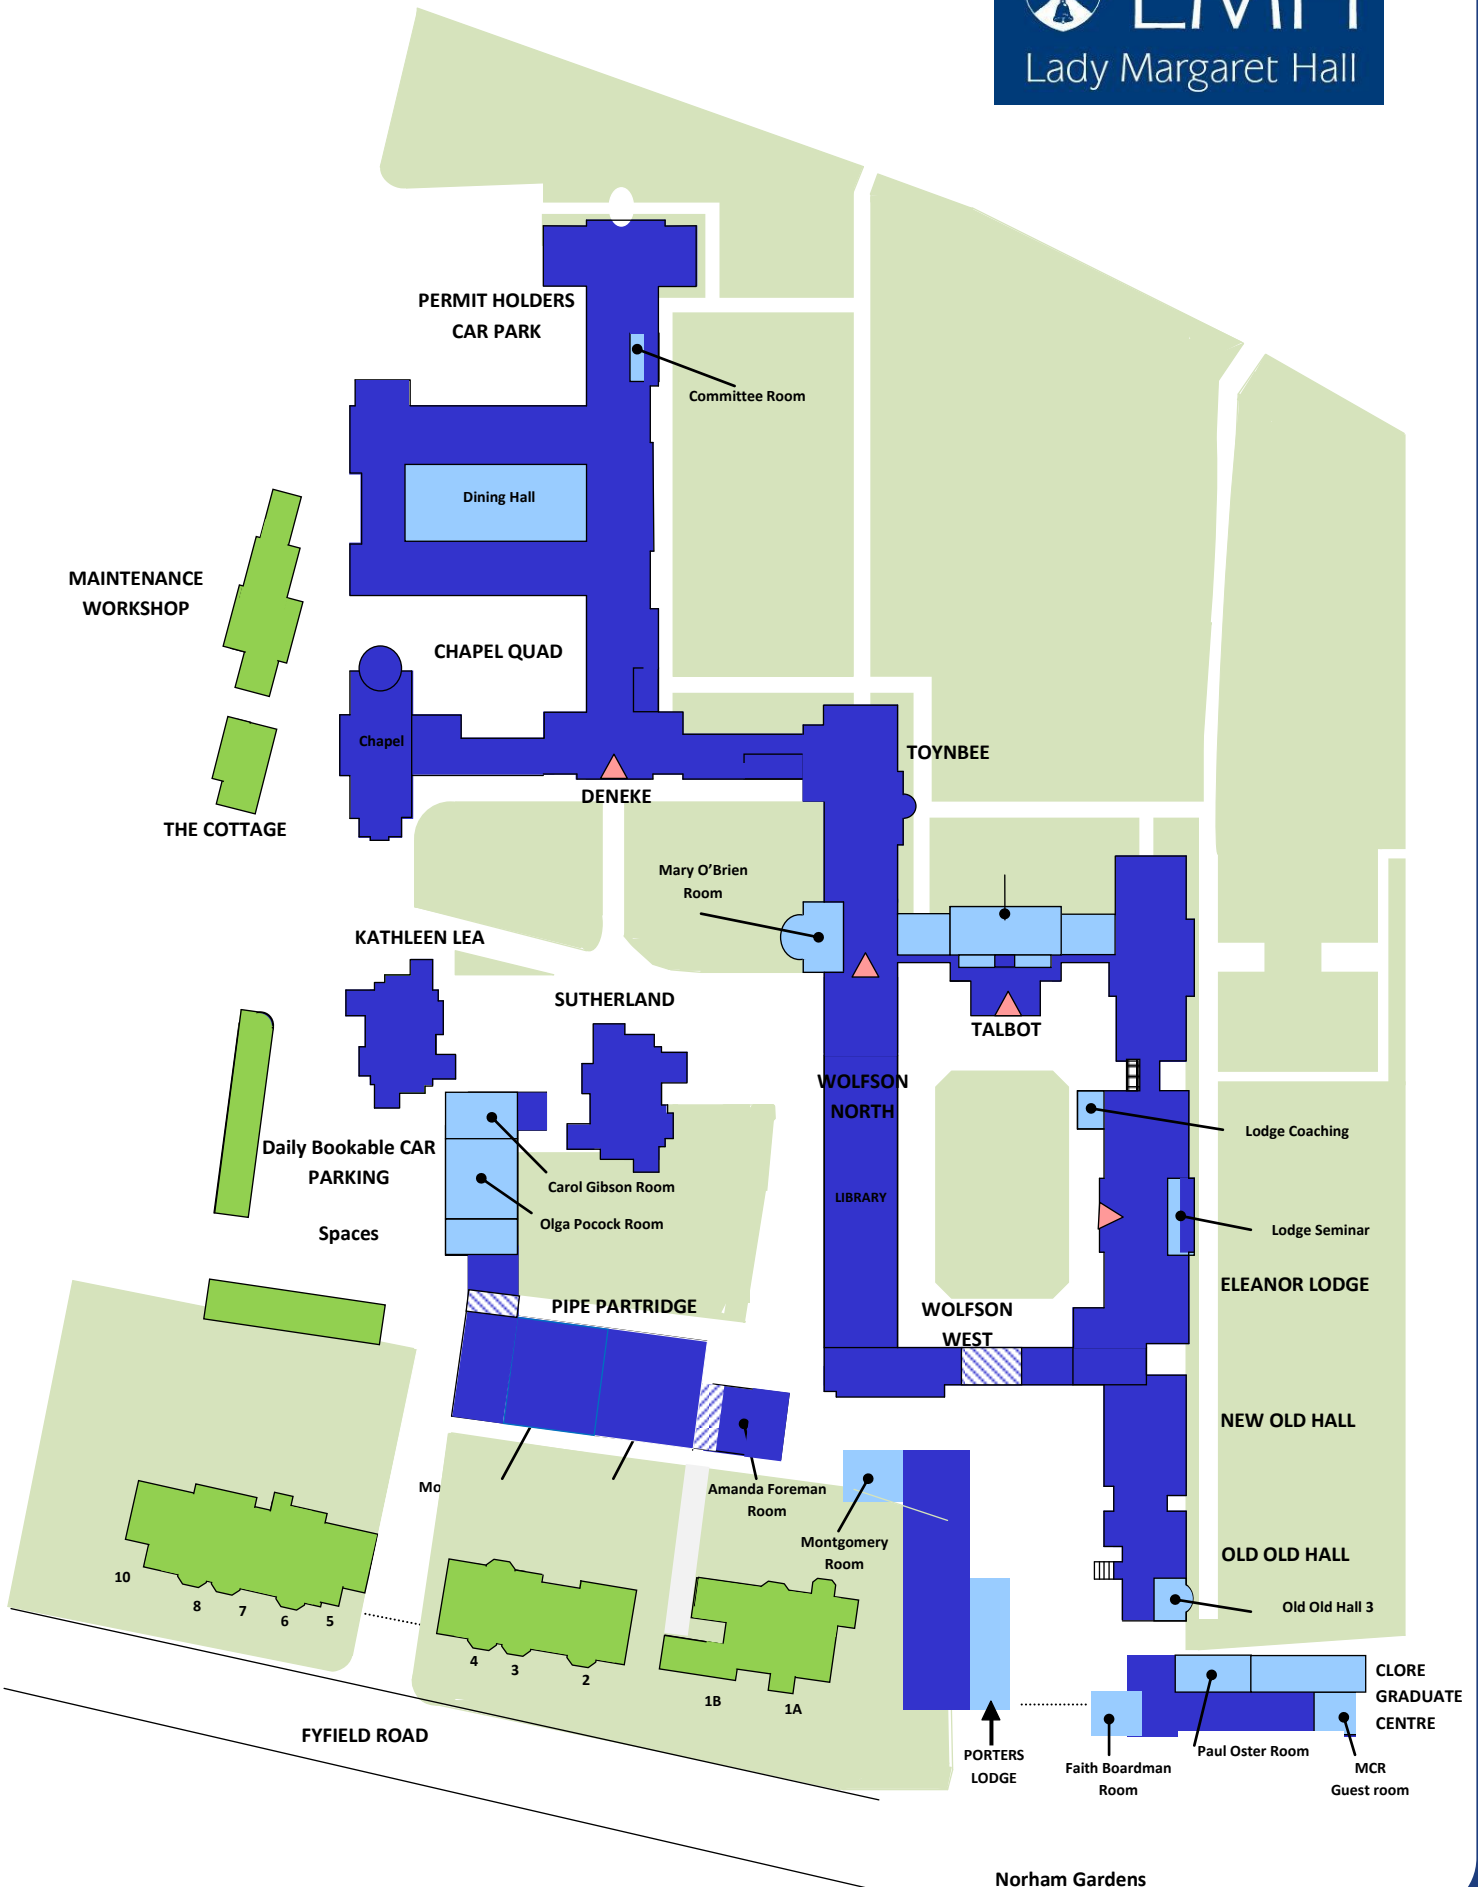 LMH
Lady Margaret Hall
PERMIT HOLDERS
CAR PARK
Committee Room
Dining Hall
MAINTENANCE
WORKSHOP
CHAPEL QUAD
Chapel
TOYNBEE
DENEKE
THE COTTAGE
Mary O’Brien
Room
KATHLEEN LEA
SUTHERLAND
TALBOT
WOLFSON
NORTH
Lodge Coaching
Daily Bookable CAR
PARKING
Spaces
Carol Gibson Room
Olga Pocock Room
LIBRARY
Lodge Seminar
ELEANOR LODGE
PIPE PARTRIDGE
WOLFSON
WEST
NEW OLD HALL
Mo
Amanda Foreman
Room
Montgomery
Room
OLD OLD HALL
Old Old Hall 3
10
8
7
6
5
4
3
2
1B
1A
FYFIELD ROAD
PORTERS
LODGE
Faith Boardman
Room
Paul Oster Room
MCR
Guest room
CLORE
GRADUATE
CENTRE
Norham Gardens